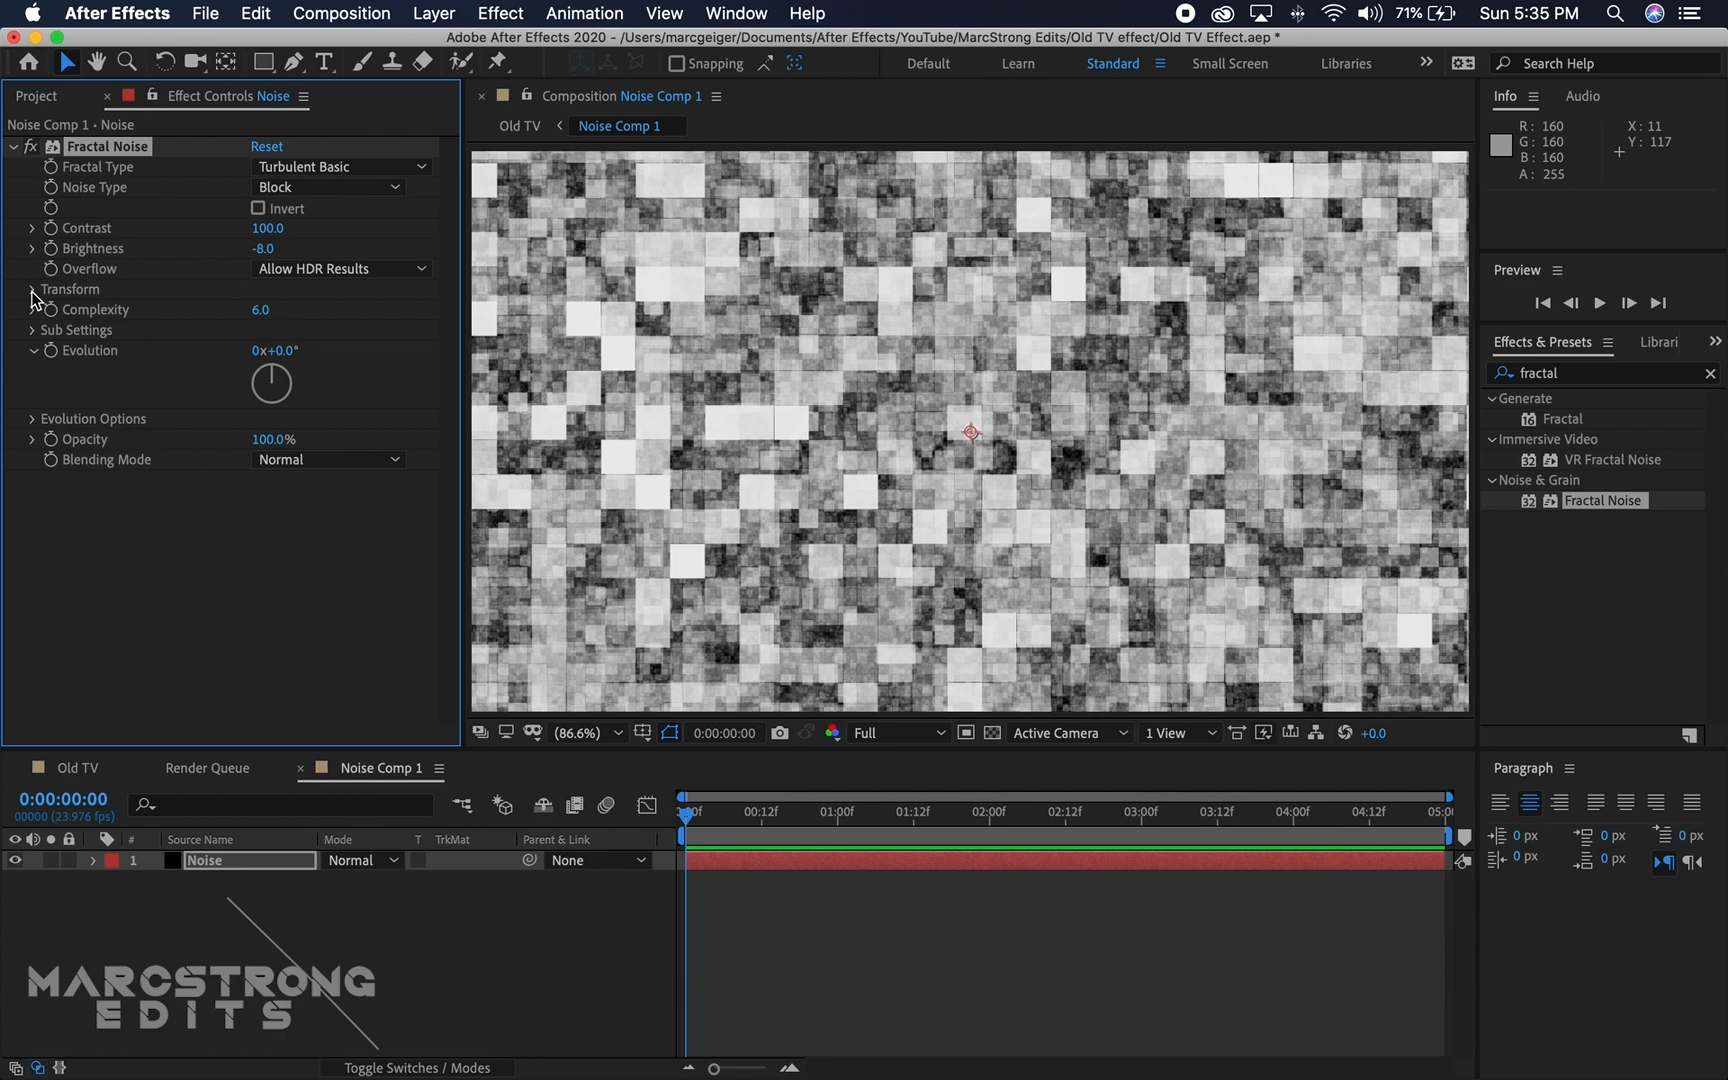 After Effects File Edit Composition Layer Effect Animation View Window Help 71% Sun 5:35 PM
Adobe After Effects 2020 - /Users/marcgeiger/Documents/After Effects/YouTube/MarcStrong Edits/Old TV effect/Old TV Effect.aep *
Snapping Default Learn Standard Small Screen Libraries Search Help
Project Effect Controls Noise
Noise Comp 1 • Noise
fx Fractal Noise Reset
Fractal Type Turbulent Basic
Noise Type Block
Invert
Contrast 100.0
Brightness -8.0
Overflow Allow HDR Results
Transform
Complexity 6.0
Sub Settings
Evolution 0x+0.0°
Evolution Options
Opacity 100.0%
Blending Mode Normal
Composition Noise Comp 1
Old TV Noise Comp 1
(86.6%) 0:00:00:00 Full Active Camera 1 View +0.0
Info Audio
R: 160 X: 11
G: 160 Y: 117
B: 160
A: 255
Preview
Effects & Presets Librari
fractal
Generate
16 Fractal
Immersive Video
32 VR Fractal Noise
Noise & Grain
32 Fractal Noise
Old TV Render Queue Noise Comp 1
0:00:00:00
00000 (23.976 fps)
00:12f 01:00f 01:12f 02:00f 02:12f 03:00f 03:12f 04:00f 04:12f
# Source Name Mode T TrkMat Parent & Link
1 Noise Normal None
MARCSTRONG
EDITS
Toggle Switches / Modes
Paragraph
0 px 0 px 0 px
0 px 0 px